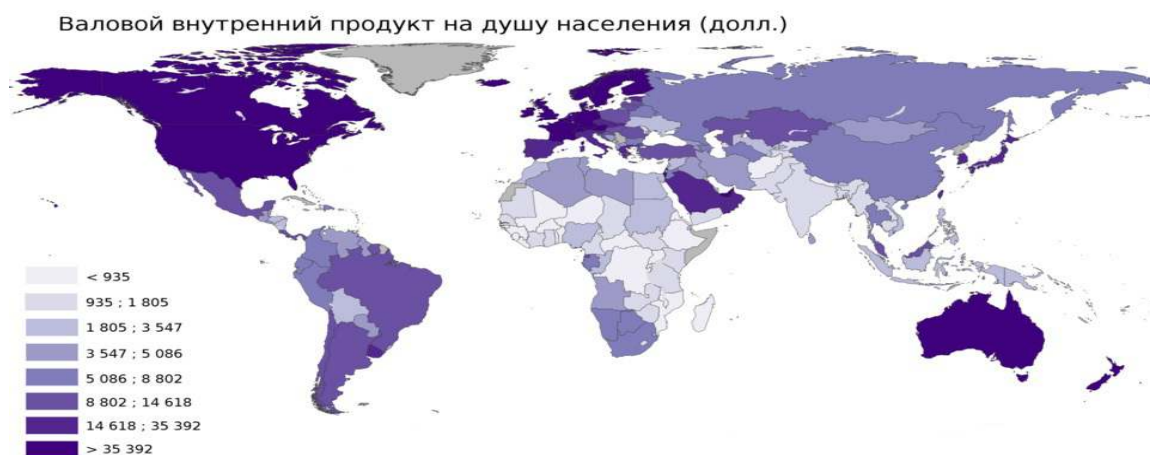 Валовой внутренний продукт на душу населения (долл.)
< 935
935 ; 1 805
1 805 ; 3 547
3 547 ; 5 086
5 086 ; 8 802
8 802 ; 14 618
14 618 ; 35 392
> 35 392